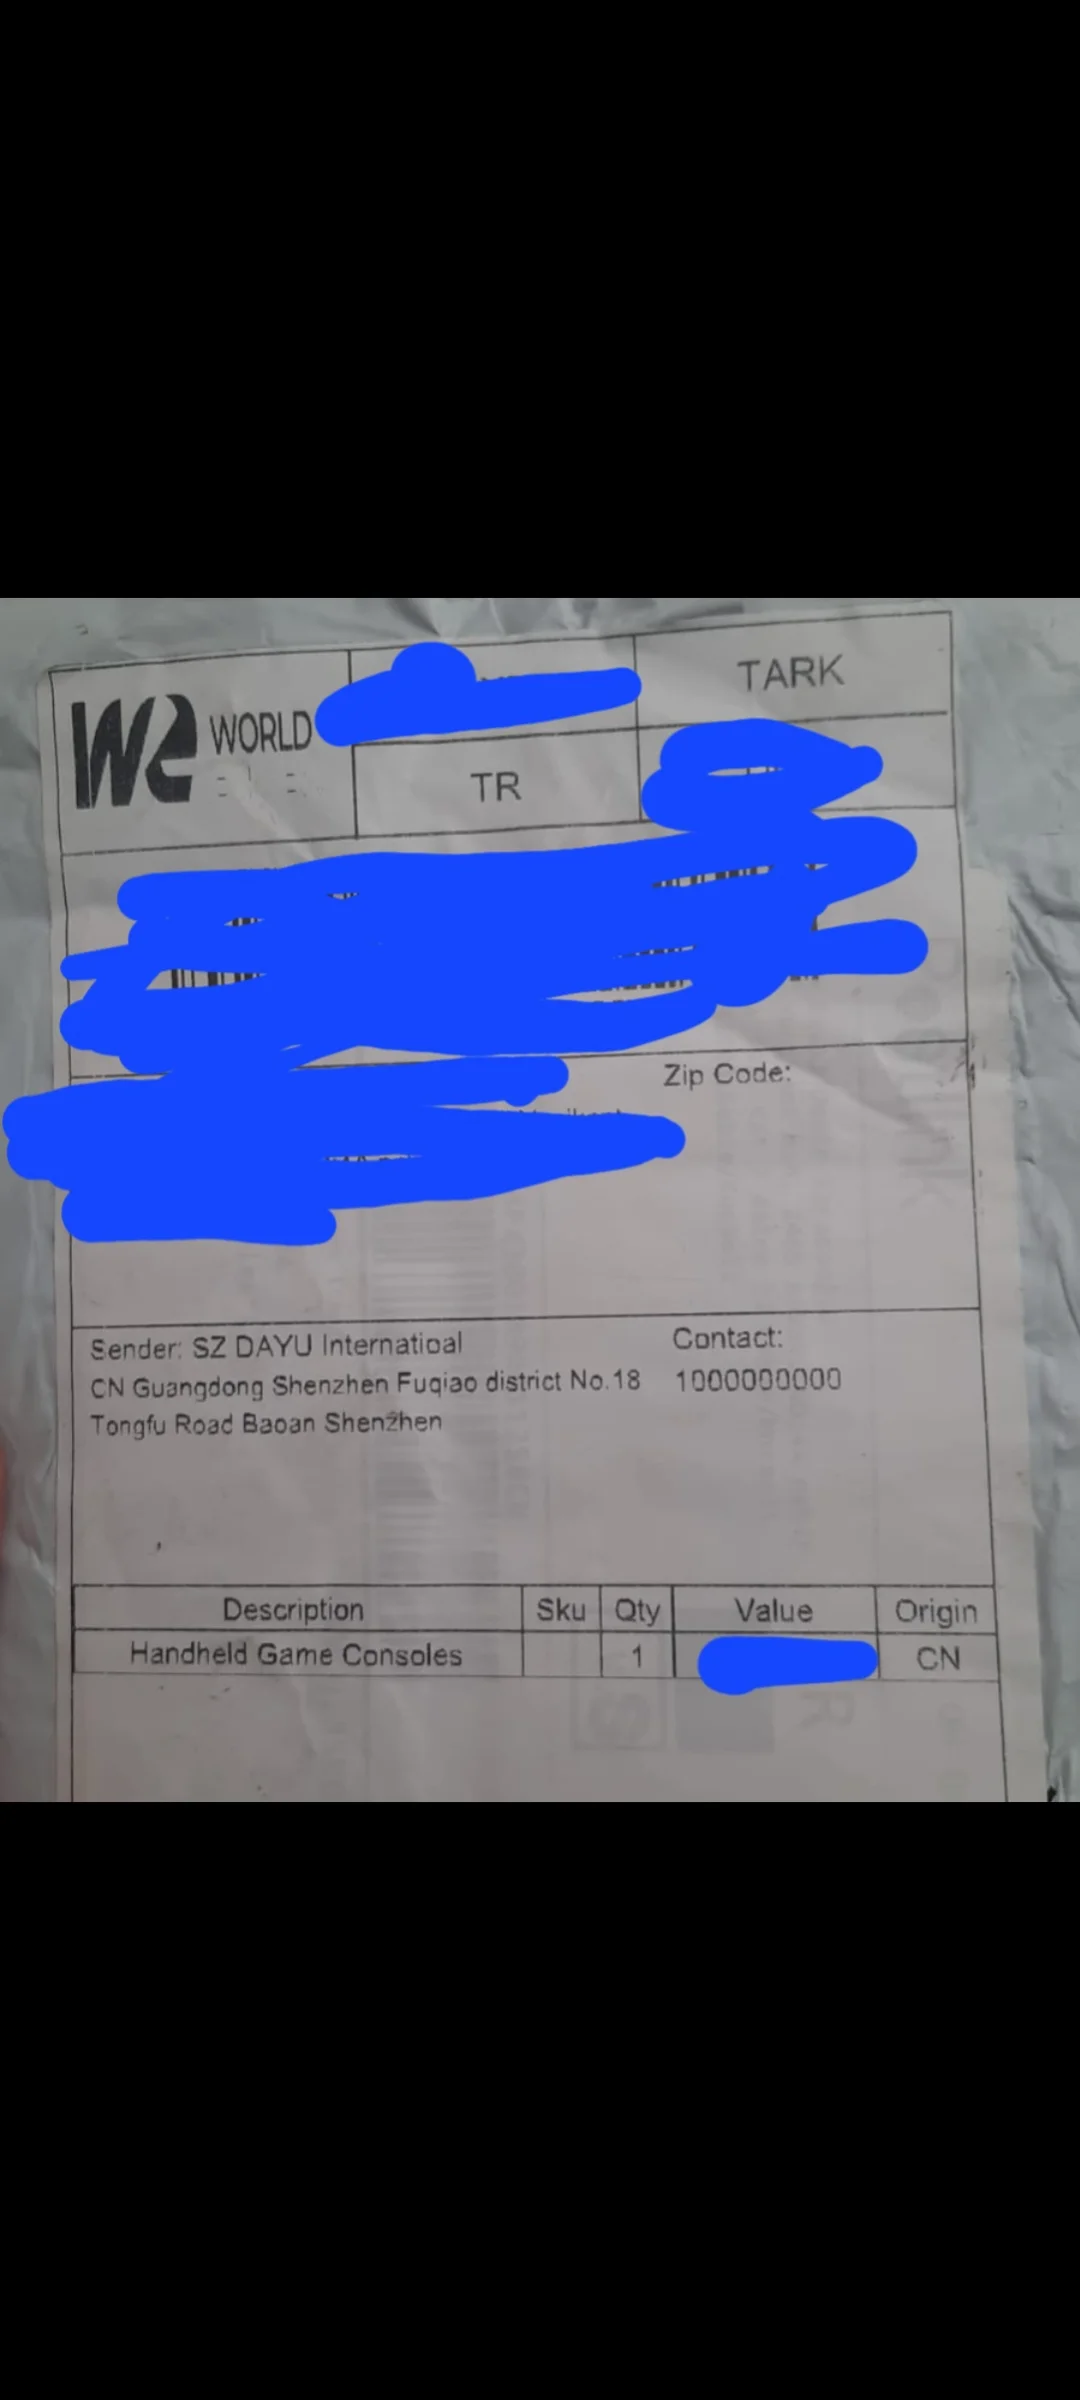 W
WORLD
TARK
TR
Zip Code:
Sender: SZ DAYU Internatioal
CN Guangdong Shenzhen Fuqiao district No.18
Tongfu Road Baoan Shenzhen
Contact:
1000000000
Description Sku Qty Value Origin
Handheld Game Consoles 1 CN